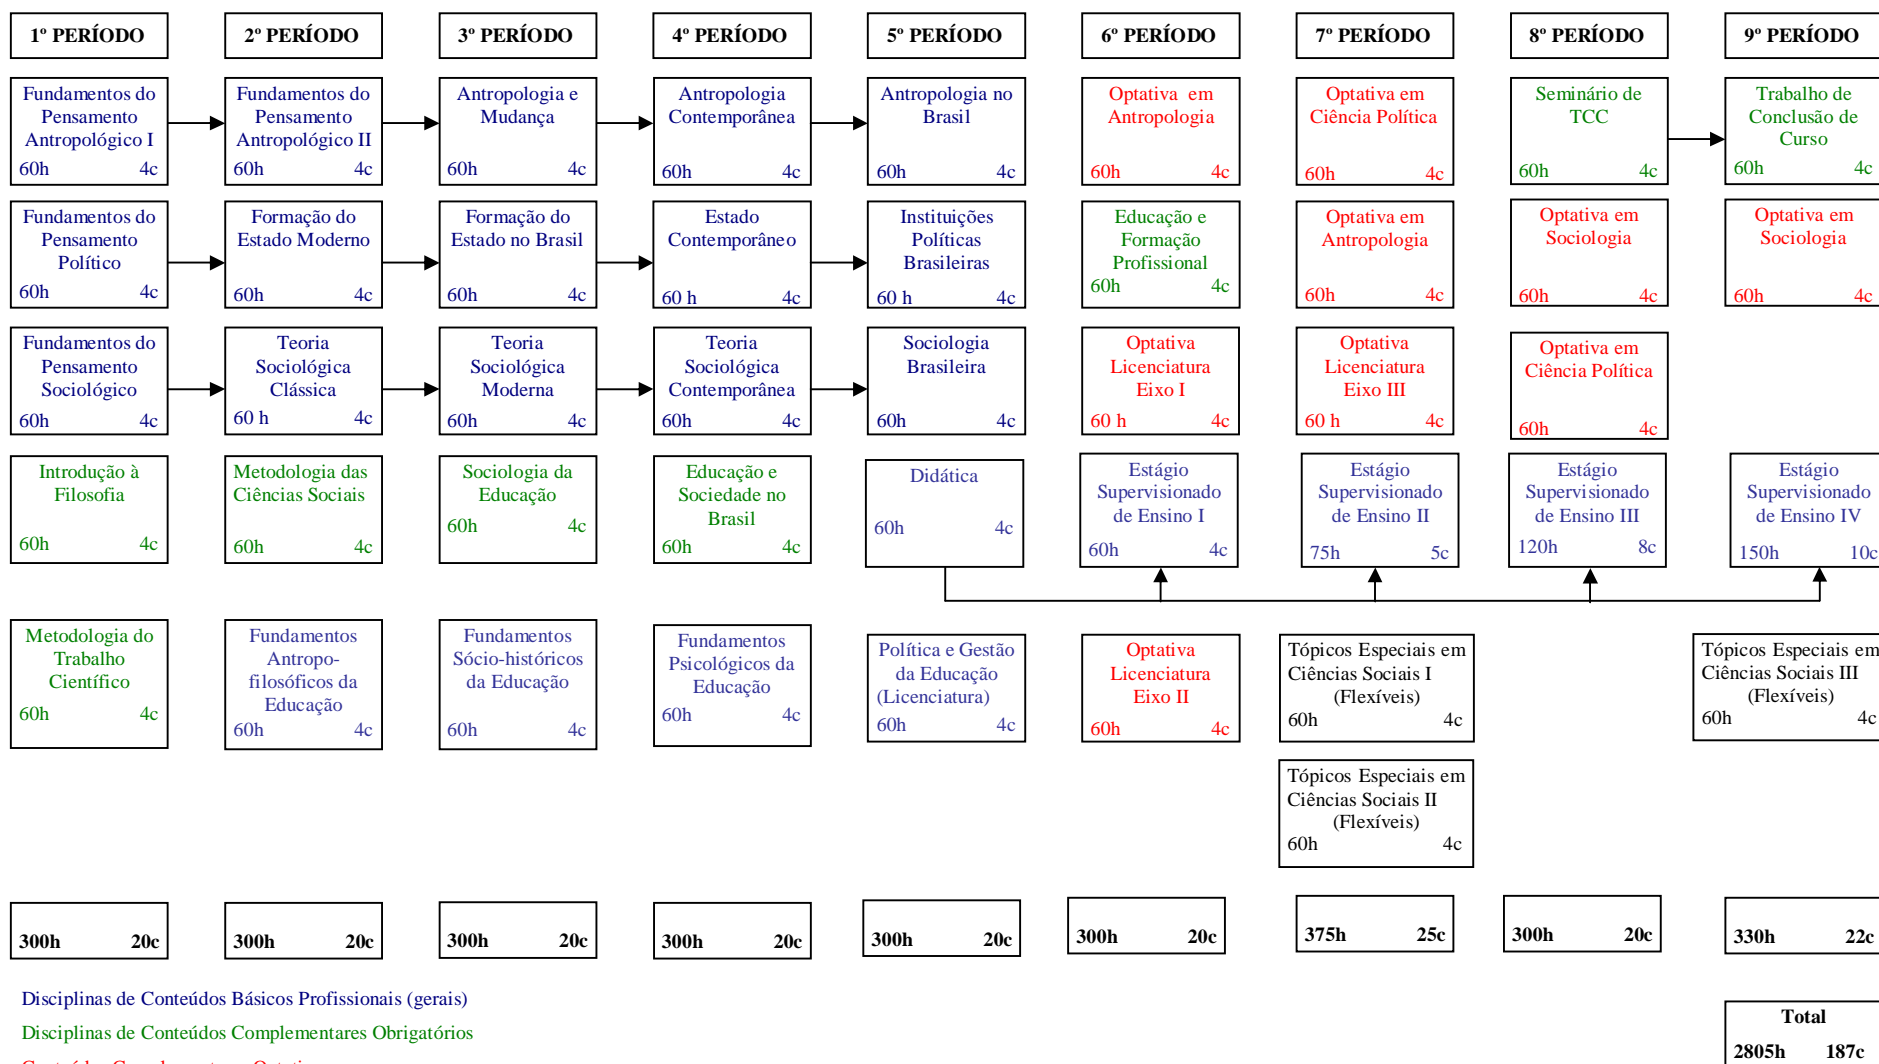 1º PERÍODO
2º PERÍODO
3º PERÍODO
4º PERÍODO
5º PERÍODO
6º PERÍODO
7º PERÍODO
8º PERÍODO
9º PERÍODO
Fundamentos do
Pensamento
Antropológico I
60h 4c
Fundamentos do
Pensamento
Antropológico II
60h 4c
Antropologia e
Mudança
60h 4c
Antropologia
Contemporânea
60h 4c
Antropologia no
Brasil
60h 4c
Optativa em
Antropologia
60h 4c
Optativa em
Ciência Política
60h 4c
Seminário de
TCC
60h 4c
Trabalho de
Conclusão de
Curso
60h 4c
Fundamentos do
Pensamento
Político
60h 4c
Formação do
Estado Moderno
60h 4c
Formação do
Estado no Brasil
60h 4c
Estado
Contemporâneo
60 h 4c
Instituições
Políticas
Brasileiras
60 h 4c
Educação e
Formação
Profissional
60h 4c
Optativa em
Antropologia
60h 4c
Optativa em
Sociologia
60h 4c
Optativa em
Sociologia
60h 4c
Fundamentos do
Pensamento
Sociológico
60h 4c
Teoria
Sociológica
Clássica
60 h 4c
Teoria
Sociológica
Moderna
60h 4c
Teoria
Sociológica
Contemporânea
60h 4c
Sociologia
Brasileira
60h 4c
Optativa
Licenciatura
Eixo I
60 h 4c
Optativa
Licenciatura
Eixo III
60 h 4c
Optativa em
Ciência Política
60h 4c
Introdução à
Filosofia
60h 4c
Metodologia das
Ciências Sociais
60h 4c
Sociologia da
Educação
60h 4c
Educação e
Sociedade no
Brasil
60h 4c
Didática
60h 4c
Estágio
Supervisionado
de Ensino I
60h 4c
Estágio
Supervisionado
de Ensino II
75h 5c
Estágio
Supervisionado
de Ensino III
120h 8c
Estágio
Supervisionado
de Ensino IV
150h 10c
Metodologia do
Trabalho
Científico
60h 4c
Fundamentos
Antropo-
filosóficos da
Educação
60h 4c
Fundamentos
Sócio-históricos
da Educação
60h 4c
Fundamentos
Psicológicos da
Educação
60h 4c
Política e Gestão
da Educação
(Licenciatura)
60h 4c
Optativa
Licenciatura
Eixo II
60h 4c
Tópicos Especiais em
Ciências Sociais I
(Flexíveis)
60h 4c
Tópicos Especiais em
Ciências Sociais III
(Flexíveis)
60h 4c
Tópicos Especiais em
Ciências Sociais II
(Flexíveis)
60h 4c
300h 20c
300h 20c
300h 20c
300h 20c
300h 20c
300h 20c
375h 25c
300h 20c
330h 22c
Disciplinas de Conteúdos Básicos Profissionais (gerais)
Disciplinas de Conteúdos Complementares Obrigatórios
Total
2805h 187c